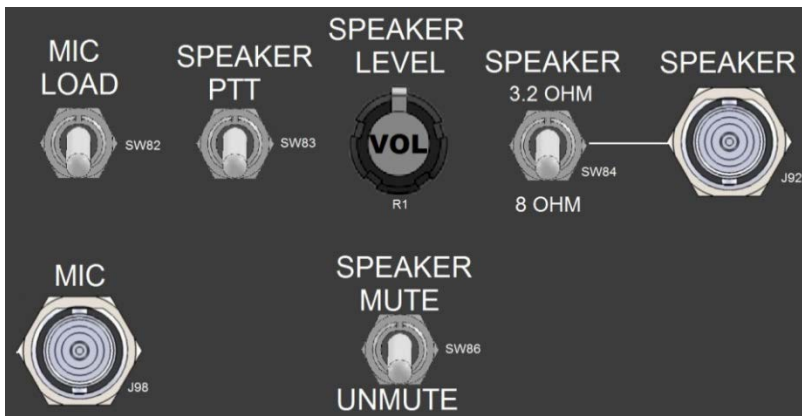 MIC
LOAD
SW82
SPEAKER
PTT
SW83
SPEAKER
LEVEL
VOL
R1
SPEAKER
3.2 OHM
SW84
8 OHM
SPEAKER
J92
MIC
J98
SPEAKER
MUTE
SW86
UNMUTE